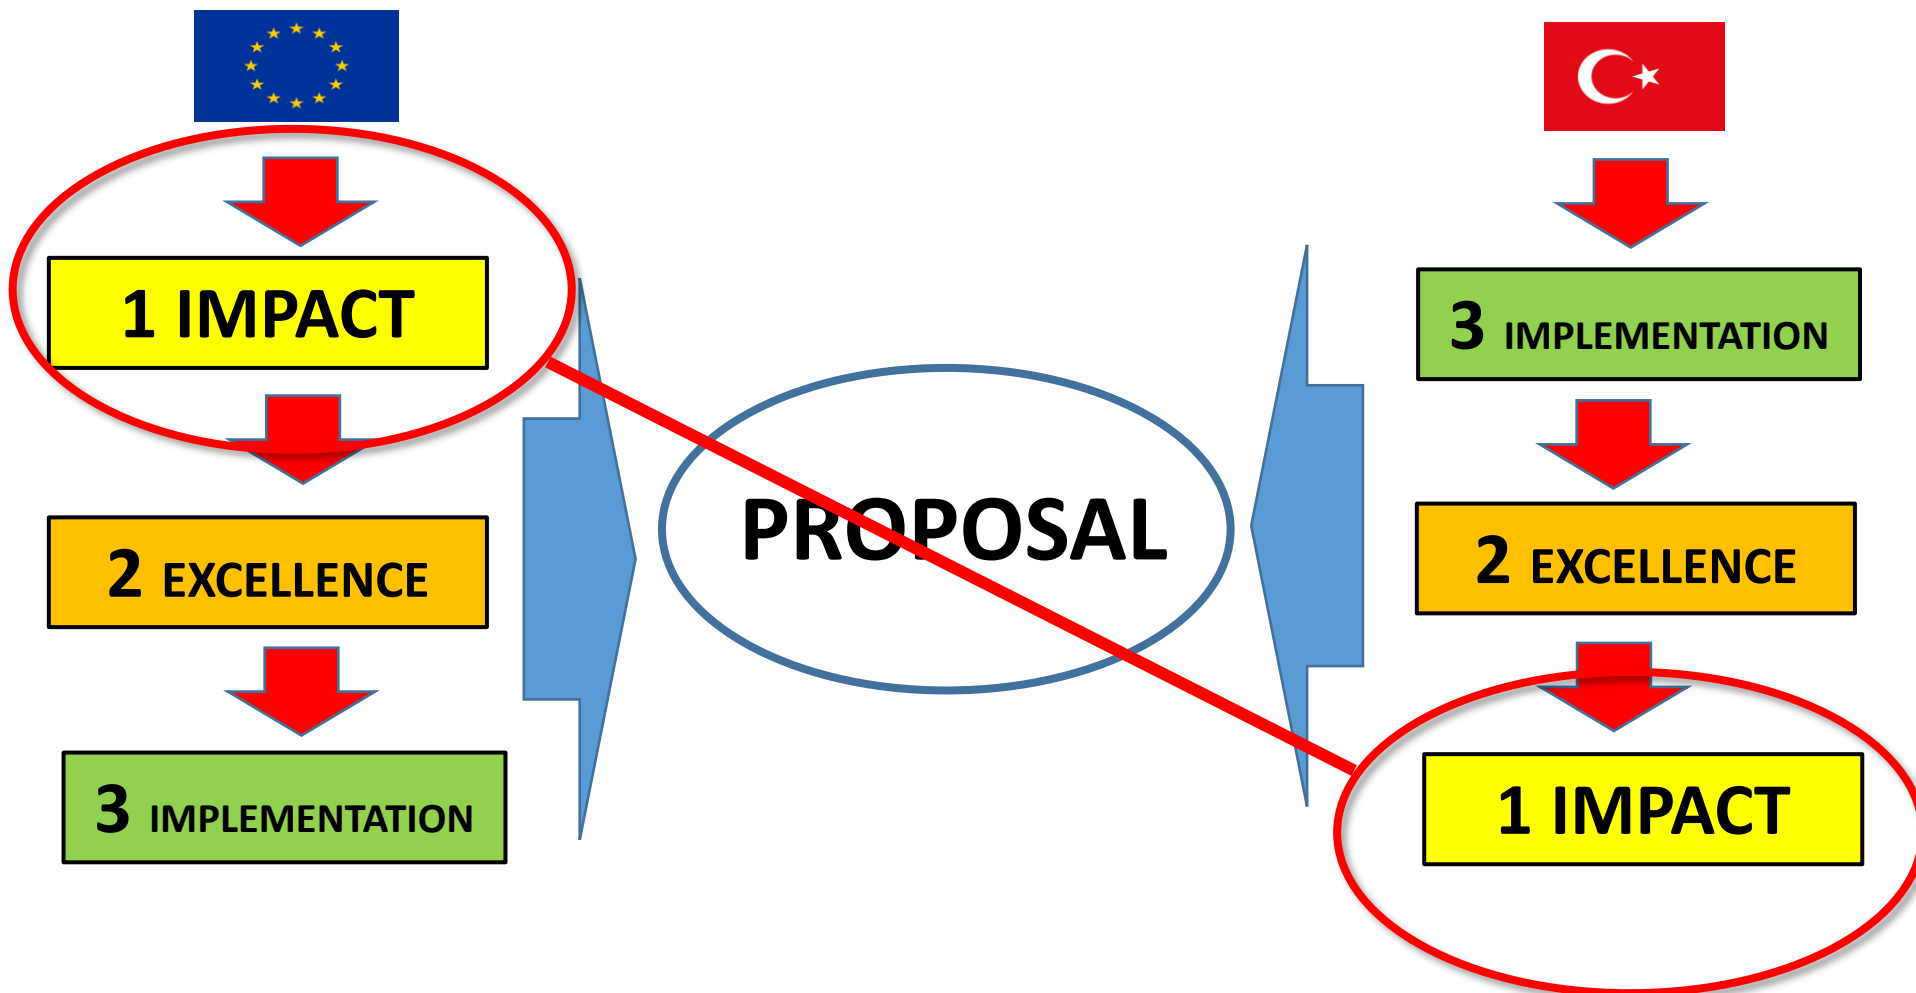 1 IMPACT
2 EXCELLENCE
3 IMPLEMENTATION
PROPOSAL
3 IMPLEMENTATION
2 EXCELLENCE
1 IMPACT